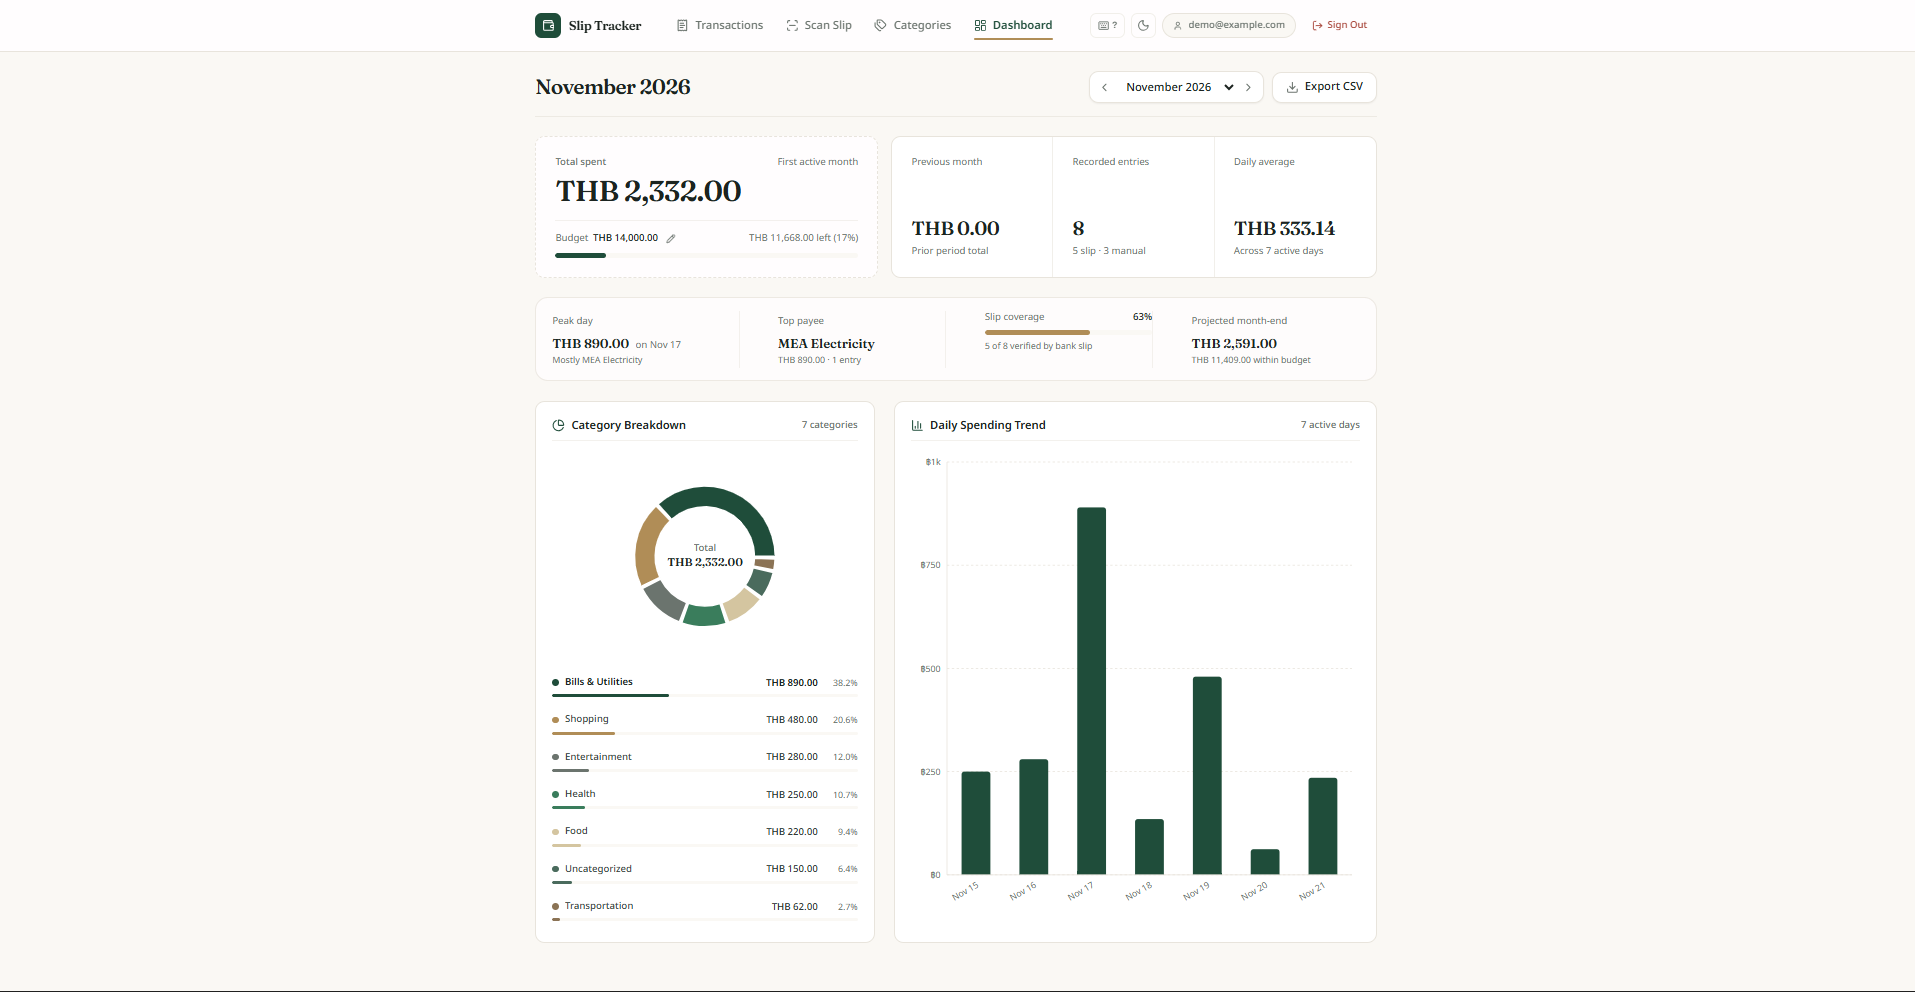 Slip Tracker
Transactions
Scan Slip
Categories
Dashboard
?
demo@example.com
Sign Out
November 2026
November 2026
Export CSV
Total spent
First active month
THB 2,332.00
Budget THB 14,000.00
THB 11,668.00 left (17%)
Previous month
THB 0.00
Prior period total
Recorded entries
8
5 slip · 3 manual
Daily average
THB 333.14
Across 7 active days
Peak day
THB 890.00 on Nov 17
Mostly MEA Electricity
Top payee
MEA Electricity
THB 890.00 · 1 entry
Slip coverage 63%
5 of 8 verified by bank slip
Projected month-end
THB 2,591.00
THB 11,409.00 within budget
Category Breakdown
7 categories
Total
THB 2,332.00
Bills & Utilities THB 890.00 38.2%
Shopping THB 480.00 20.6%
Entertainment THB 280.00 12.0%
Health THB 250.00 10.7%
Food THB 220.00 9.4%
Uncategorized THB 150.00 6.4%
Transportation THB 62.00 2.7%
Daily Spending Trend
7 active days
฿1k
฿750
฿500
฿250
฿0
Nov 15
Nov 16
Nov 17
Nov 18
Nov 19
Nov 20
Nov 21